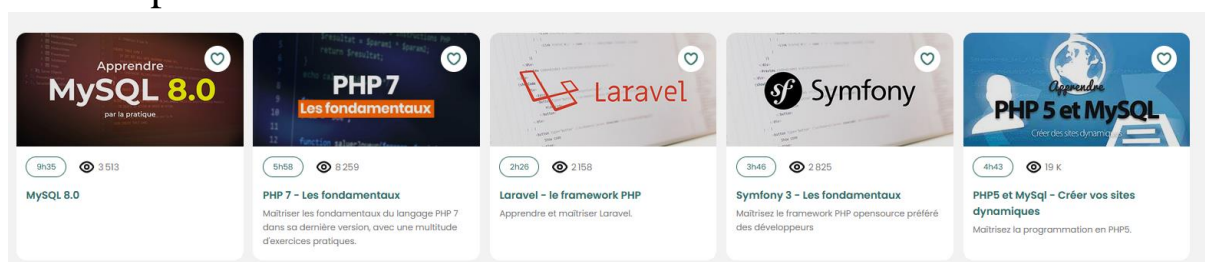 Apprendre
MySQL 8.0
par la pratique
9h35 3 513
MySQL 8.0
PHP 7
Les fondamentaux
5h58 8 259
PHP 7 - Les fondamentaux
Maîtriser les fondamentaux du langage PHP 7
dans sa dernière version, avec une multitude
d'exercices pratiques.
Laravel
2h26 2 158
Laravel - le framework PHP
Apprendre et maîtriser Laravel.
Symfony
3h46 2 825
Symfony 3 - Les fondamentaux
Maîtrisez le framework PHP opensource préféré
des développeurs
Apprendre
PHP 5 et MySQL
Créer des sites dynamiques
4h43 19 K
PHP5 et MySql - Créer vos sites
dynamiques
Maîtrisez la programmation en PHP5.